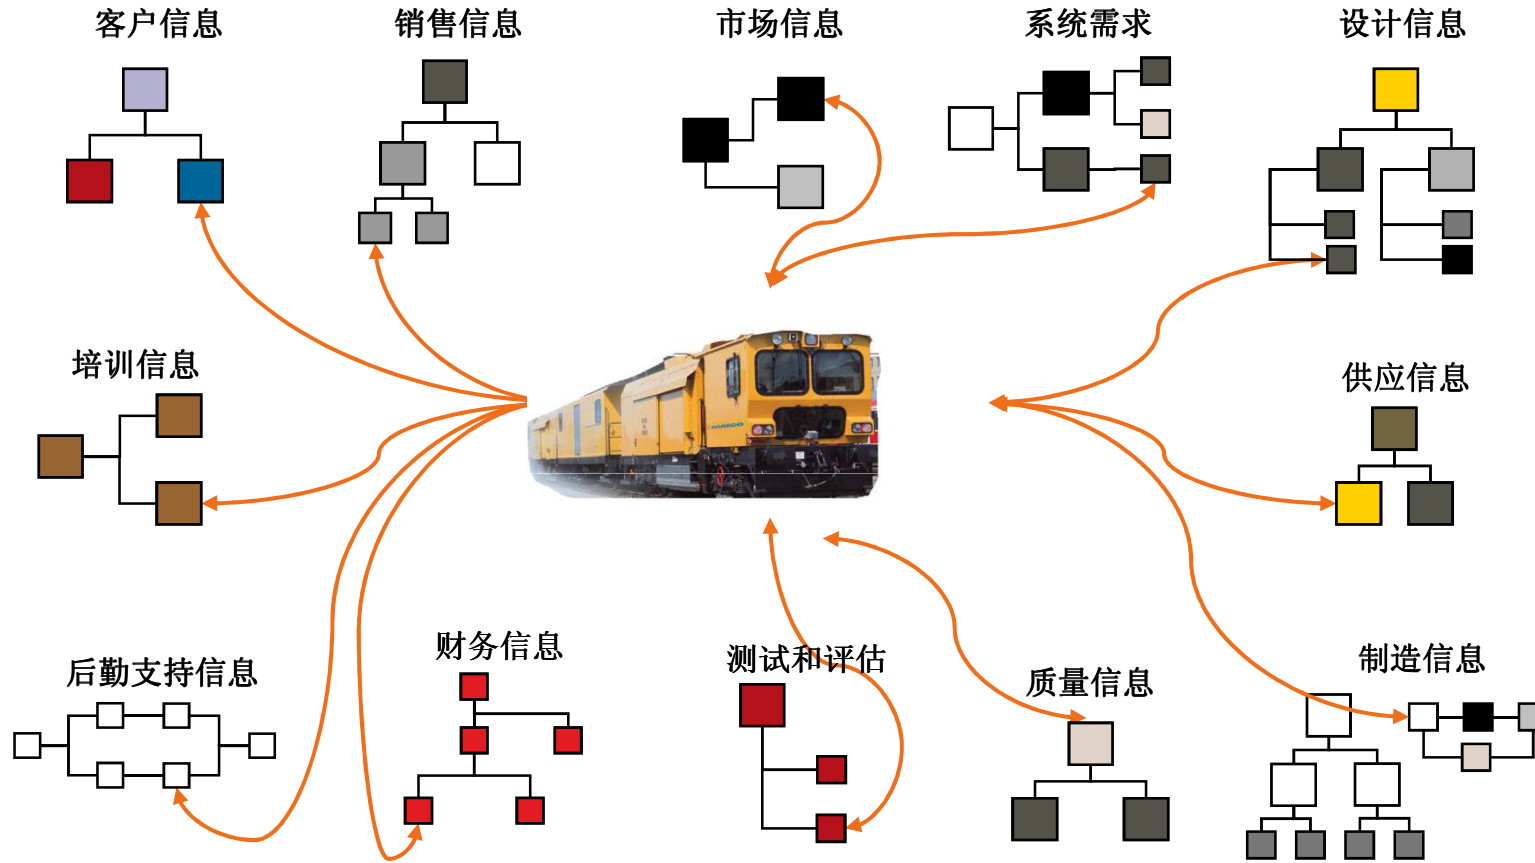 客户信息
销售信息
市场信息
系统需求
设计信息
培训信息
供应信息
HARSCO
后勤支持信息
财务信息
测试和评估
质量信息
制造信息